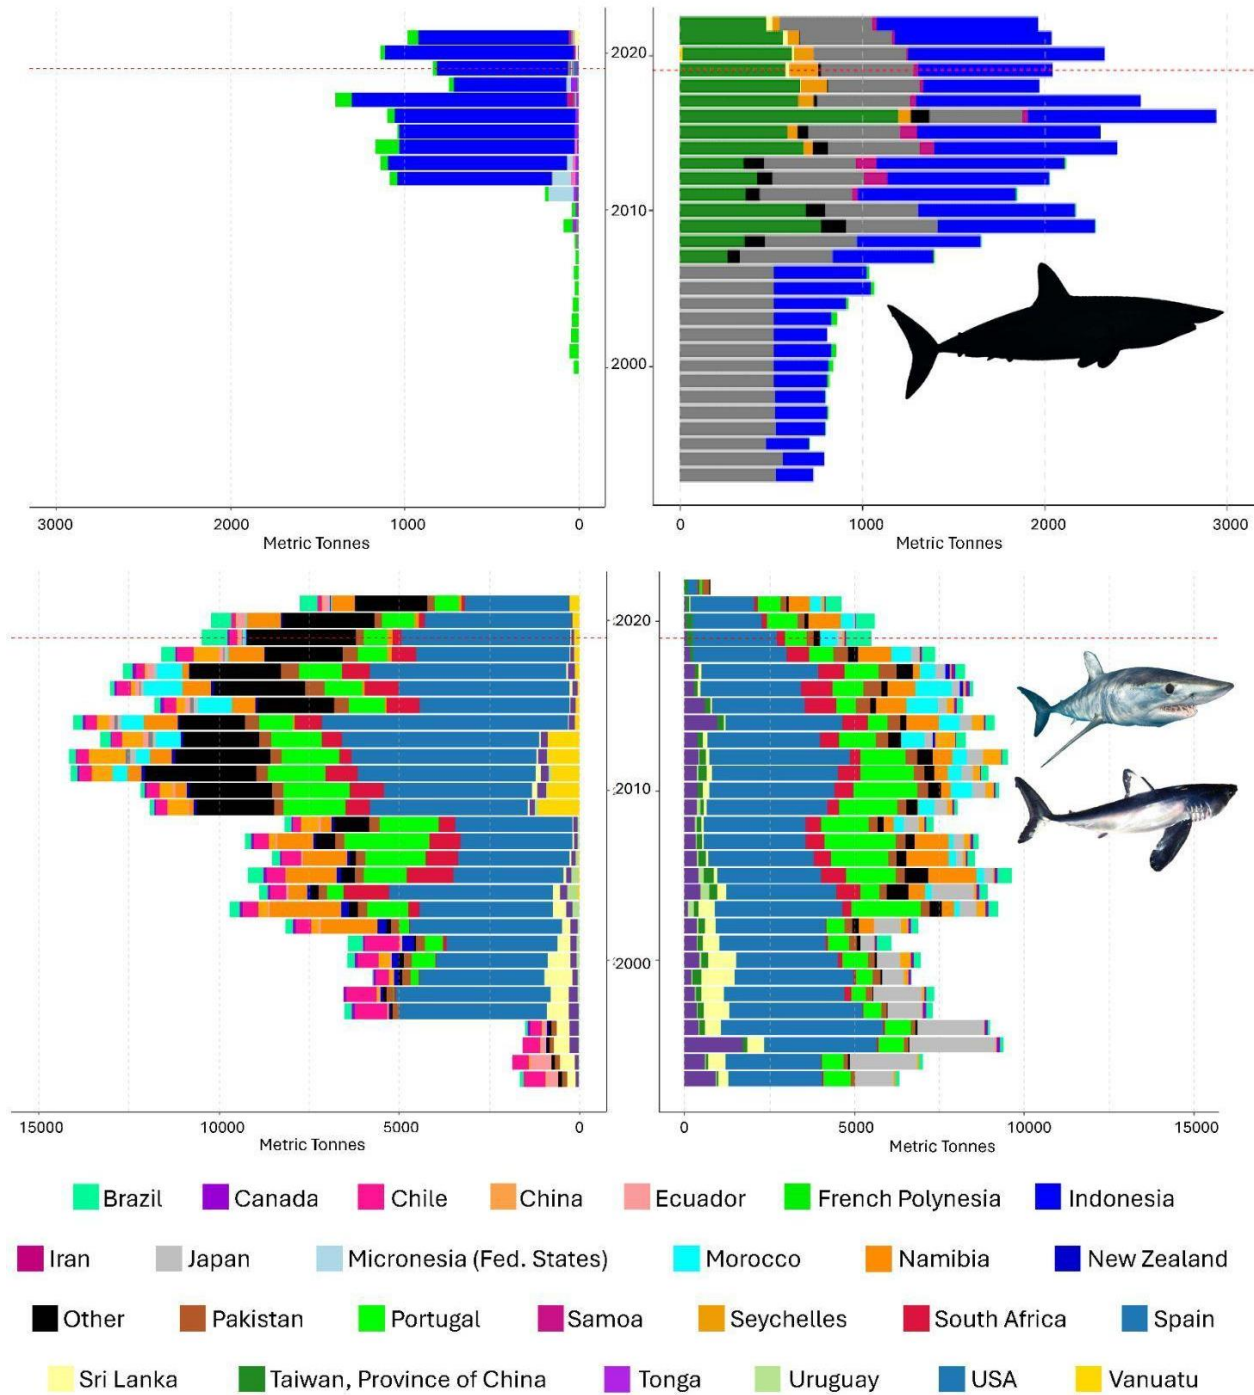 2020
2010
2000
3000 2000 1000 0
Metric Tonnes
0 1000 2000 3000
Metric Tonnes
2020
2010
2000
15000 10000 5000 0
Metric Tonnes
0 5000 10000 15000
Metric Tonnes
Brazil Canada Chile China Ecuador French Polynesia Indonesia
Iran Japan Micronesia (Fed. States) Morocco Namibia New Zealand
Other Pakistan Portugal Samoa Seychelles South Africa Spain
Sri Lanka Taiwan, Province of China Tonga Uruguay USA Vanuatu